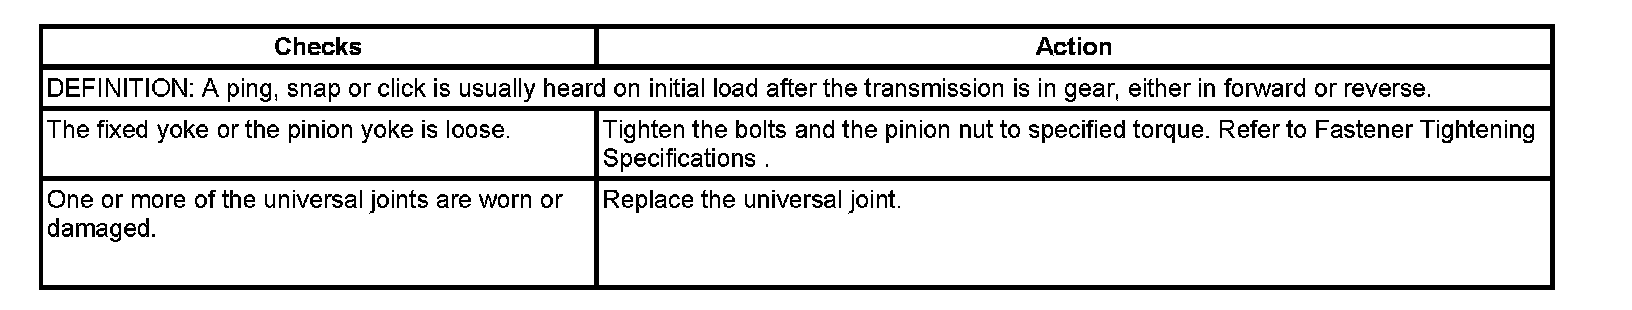 Checks
Action
DEFINITION: A ping, snap or click is usually heard on initial load after the transmission is in gear, either in forward or reverse.
The fixed yoke or the pinion yoke is loose.
Tighten the bolts and the pinion nut to specified torque. Refer to Fastener Tightening
Specifications .
One or more of the universal joints are worn or
damaged.
Replace the universal joint.